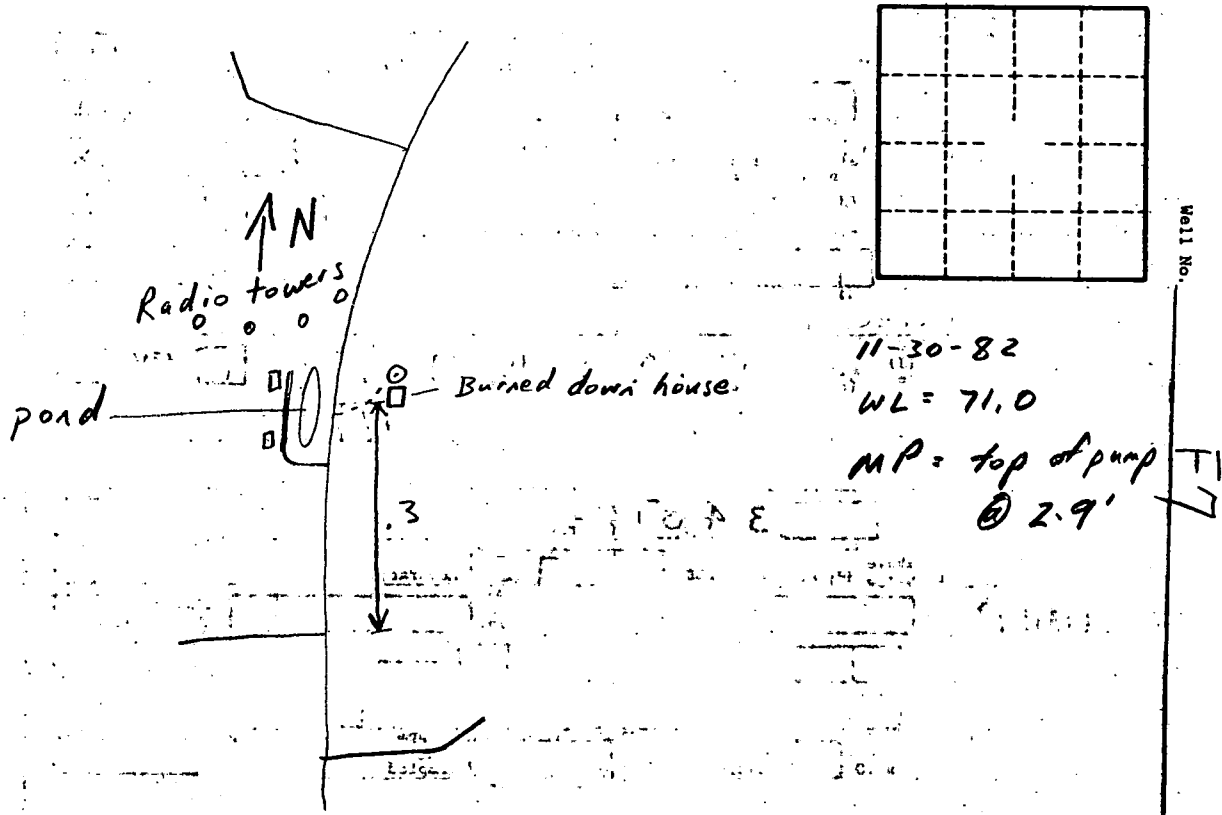 N
Radio towers
pond
Burned down house
.3
Well No.
F7
11-30-82
WL = 71.0
MP = top of pump
@ 2.9'